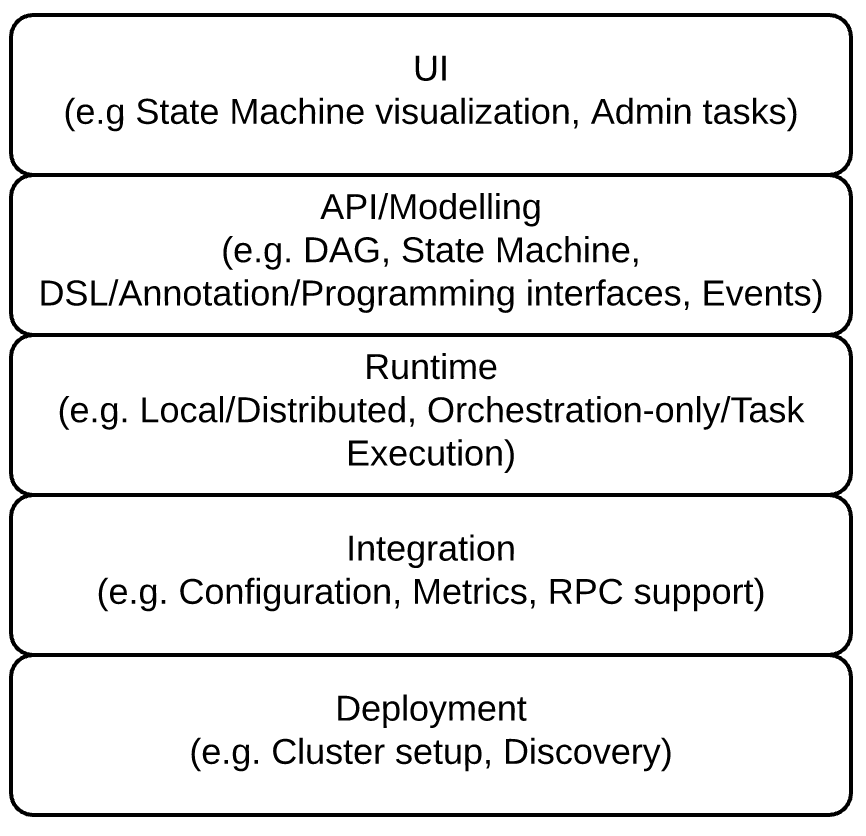 UI
(e.g State Machine visualization, Admin tasks)
API/Modelling
(e.g. DAG, State Machine,
DSL/Annotation/Programming interfaces, Events)
Runtime
(e.g. Local/Distributed, Orchestration-only/Task
Execution)
Integration
(e.g. Configuration, Metrics, RPC support)
Deployment
(e.g. Cluster setup, Discovery)